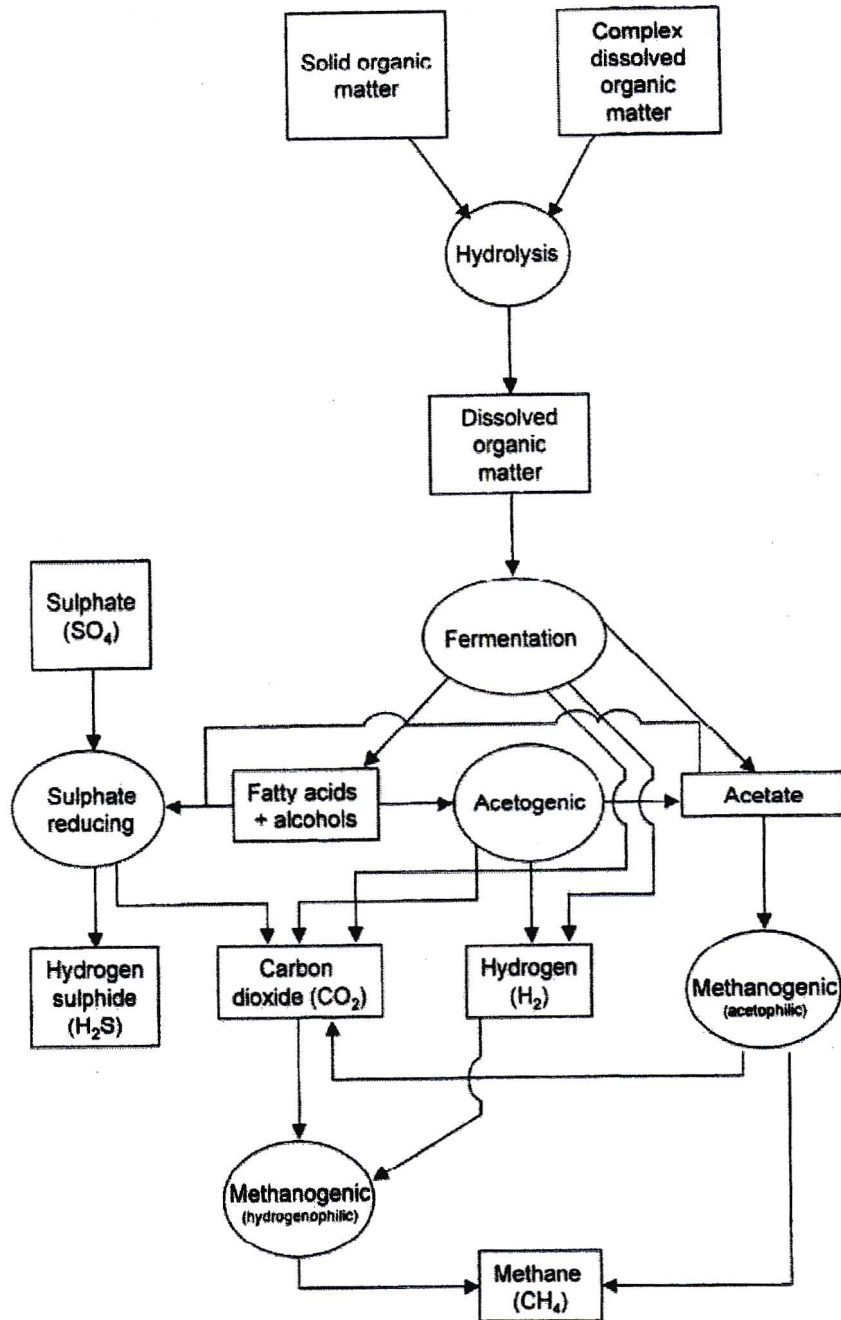 Solid organic
matter
Complex
dissolved
organic
matter
Hydrolysis
Dissolved
organic
matter
Fermentation
Sulphate
(SO₄)
Sulphate
reducing
Fatty acids
+ alcohols
Acetogenic
Acetate
Hydrogen
sulphide
(H₂S)
Carbon
dioxide (CO₂)
Hydrogen
(H₂)
Methanogenic
(acetophilic)
Methanogenic
(hydrogenophilic)
Methane
(CH₄)